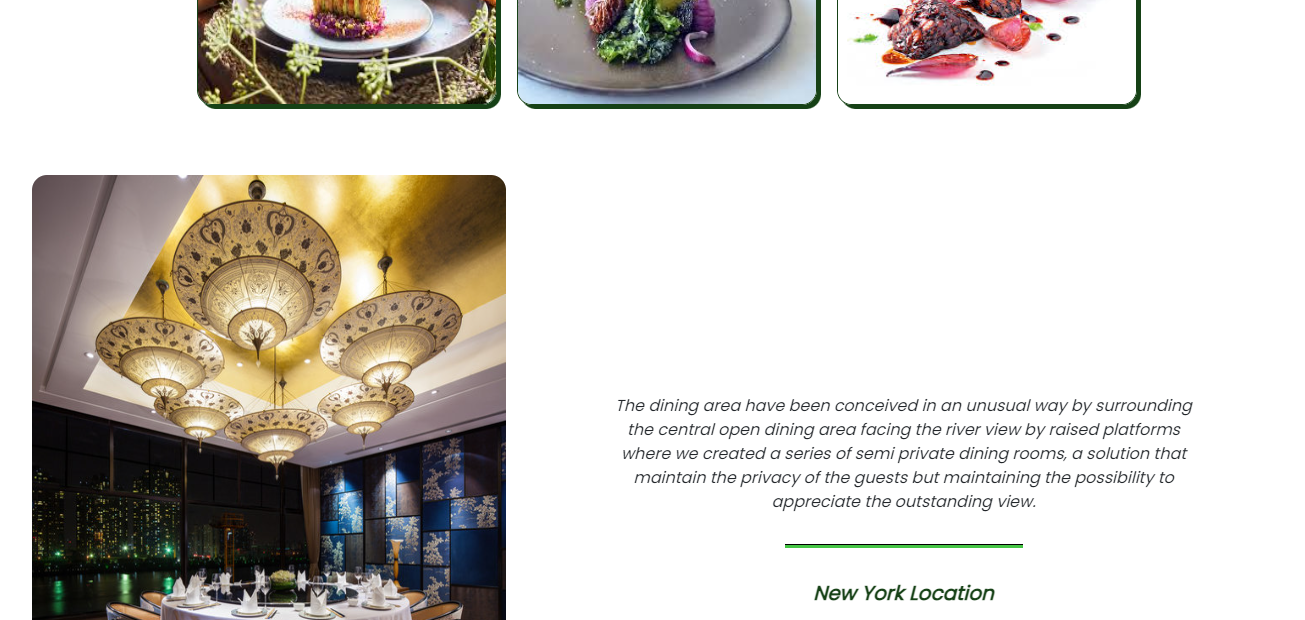 The dining area have been conceived in an unusual way by surrounding
the central open dining area facing the river view by raised platforms
where we created a series of semi private dining rooms, a solution that
maintain the privacy of the guests but maintaining the possibility to
appreciate the outstanding view.
New York Location